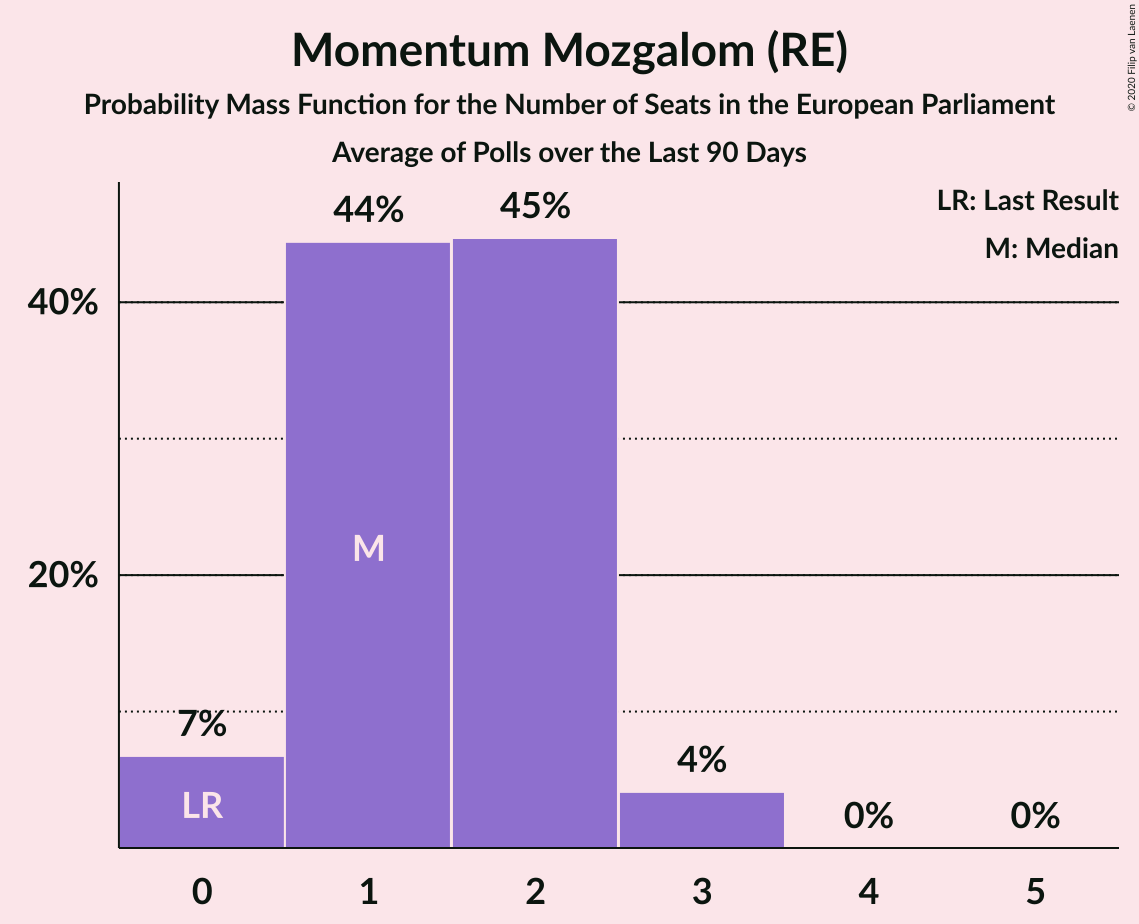 Momentum Mozgalom (RE)
Probability Mass Function for the Number of Seats in the European Parliament
Average of Polls over the Last 90 Days
© 2020 Filip van Laenen
LR: Last Result
M: Median
44%
45%
40%
M
20%
7%
LR
4%
0%
0%
0
1
2
3
4
5